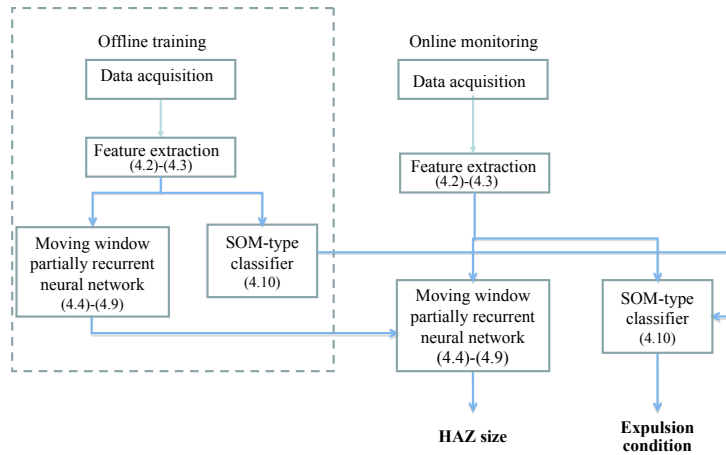 Offline training
Data acquisition
Feature extraction
(4.2)-(4.3)
Moving window
partially recurrent
neural network
(4.4)-(4.9)
SOM-type
classifier
(4.10)
Online monitoring
Data acquisition
Feature extraction
(4.2)-(4.3)
Moving window
partially recurrent
neural network
(4.4)-(4.9)
SOM-type
classifier
(4.10)
HAZ size
Expulsion
condition